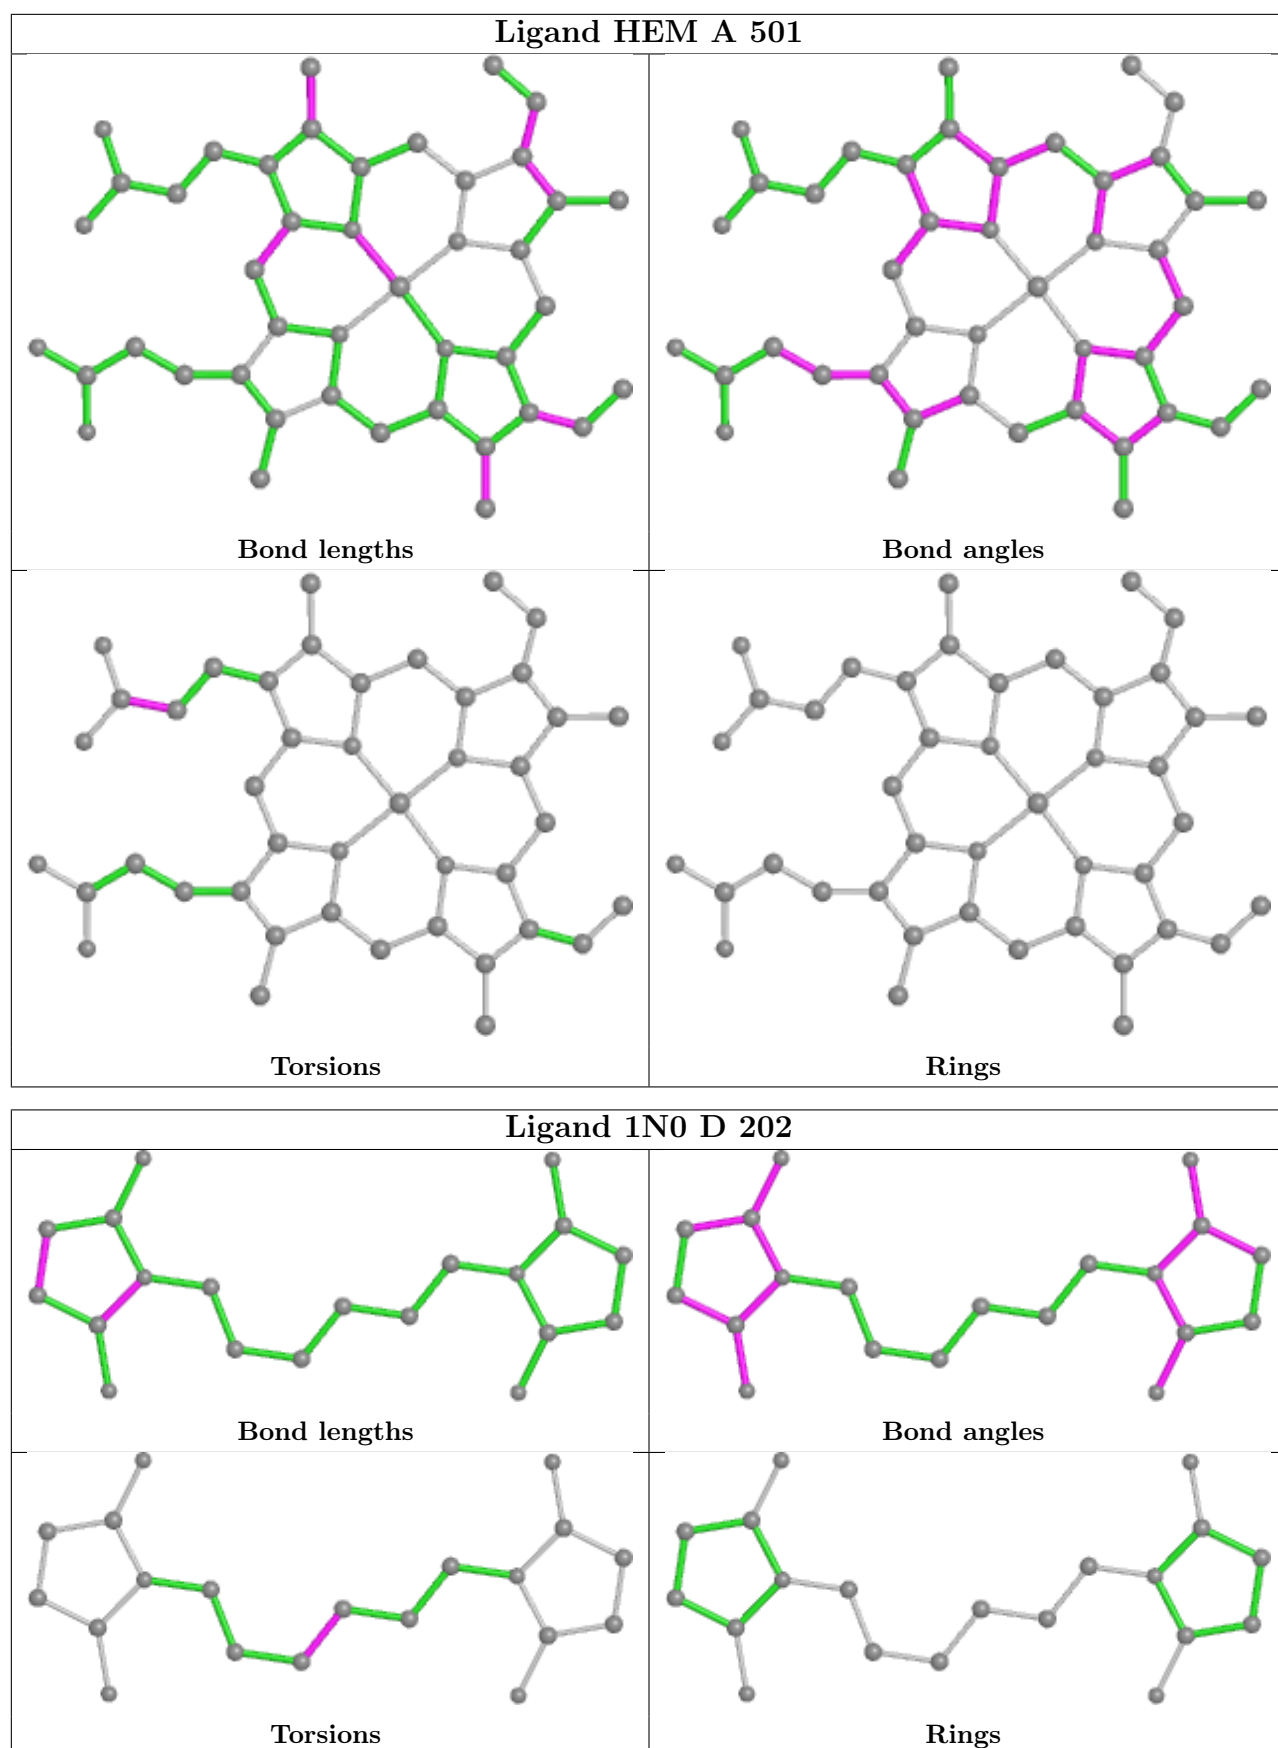 Ligand HEM A 501
Bond lengths
Bond angles
Torsions
Rings
Ligand 1N0 D 202
Bond lengths
Bond angles
Torsions
Rings